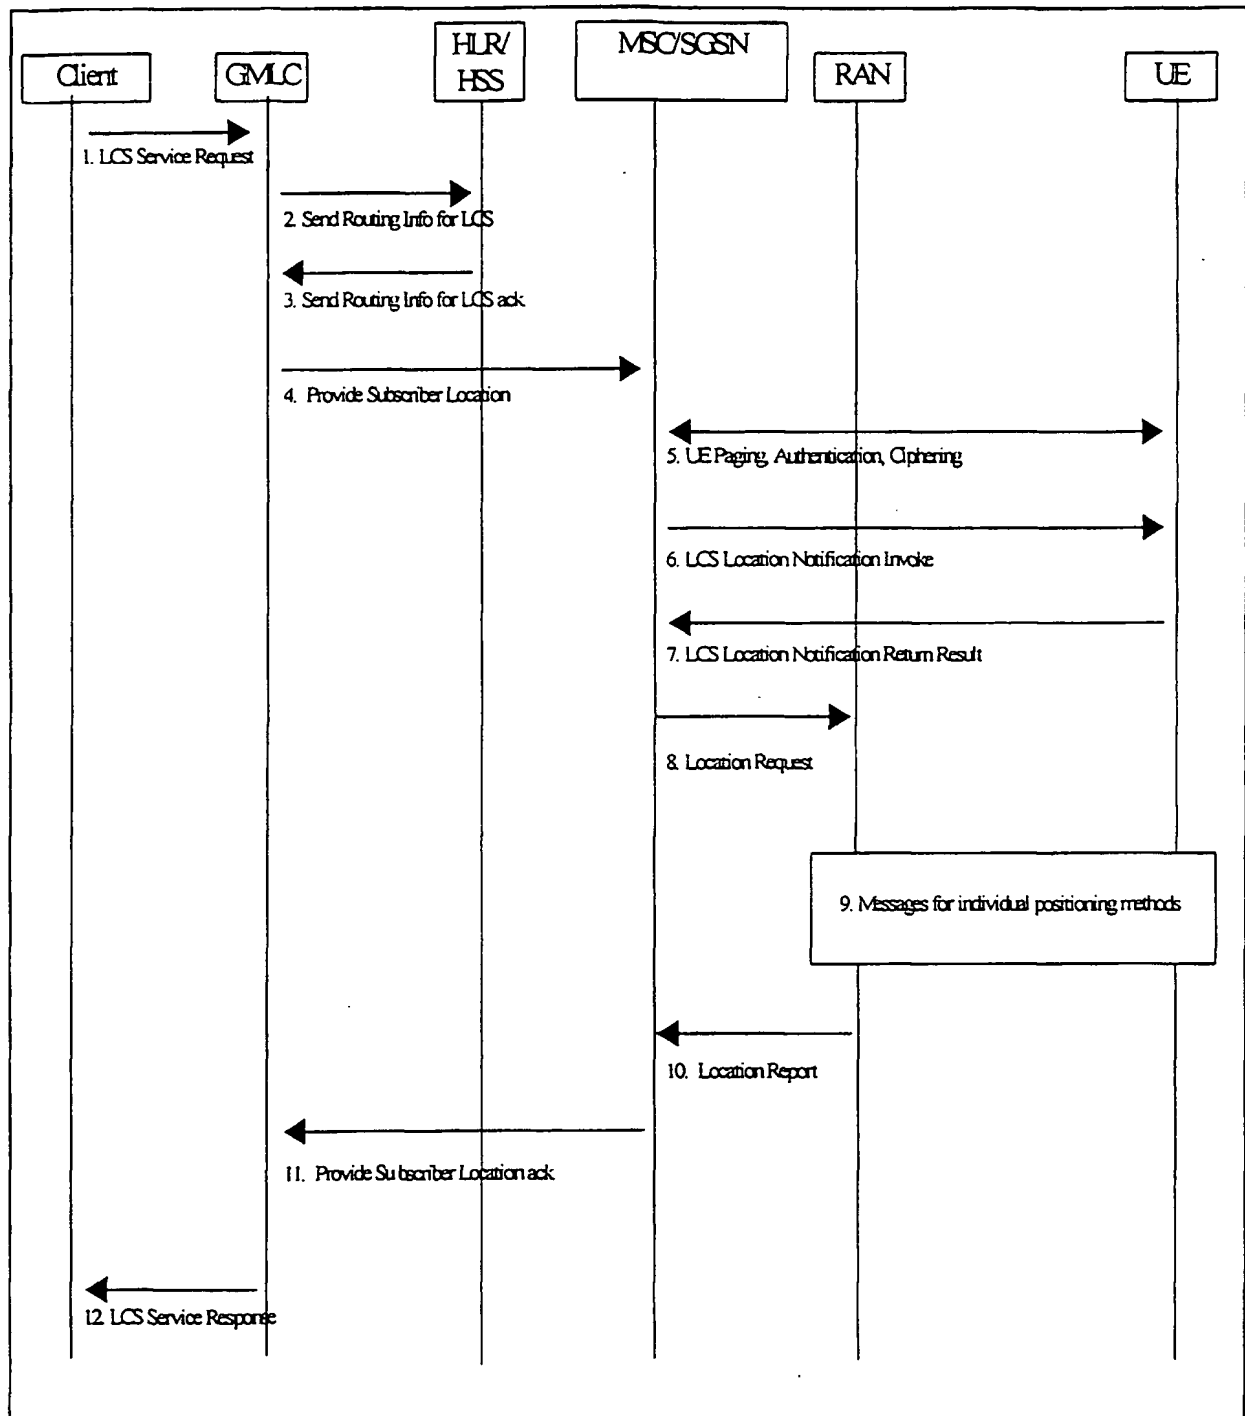 Client
GMLC
HLR/
HSS
MSC/SGSN
RAN
UE
1. LCS Service Request
2. Send Routing Info for LCS
3. Send Routing Info for LCS ack.
4. Provide Subscriber Location
5. UE Paging, Authentication, Ciphering
6. LCS Location Notification Invoke
7. LCS Location Notification Return Result
8. Location Request
9. Messages for individual positioning methods
10. Location Report
11. Provide Subscriber Location ack
12. LCS Service Response